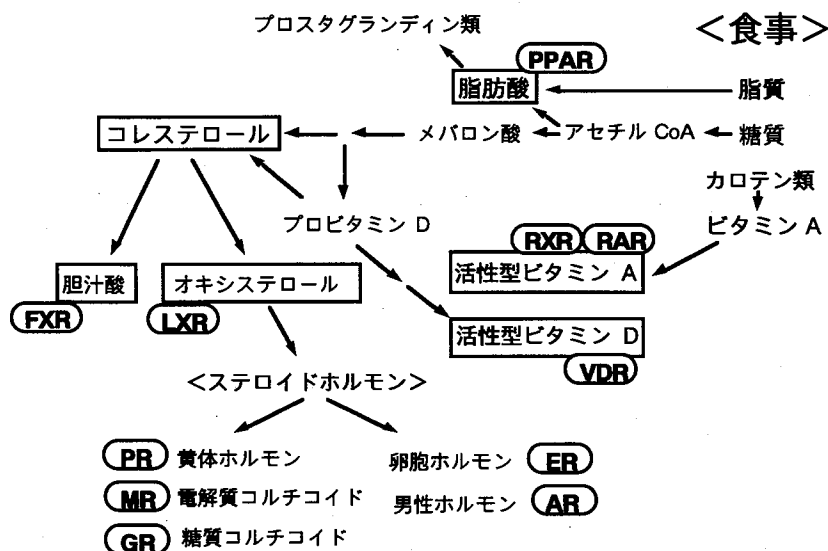 プロスタグランディン類
<食事>
PPAR
脂肪酸
脂質
コレステロール
メバロン酸
アセチル CoA
糖質
カロテン類
プロビタミン D
ビタミン A
RXR
RAR
活性型ビタミン A
胆汁酸
オキシステロール
FXR
LXR
活性型ビタミン D
VDR
<ステロイドホルモン>
PR 黄体ホルモン
卵胞ホルモン ER
MR 電解質コルチコイド
男性ホルモン AR
GR 糖質コルチコイド